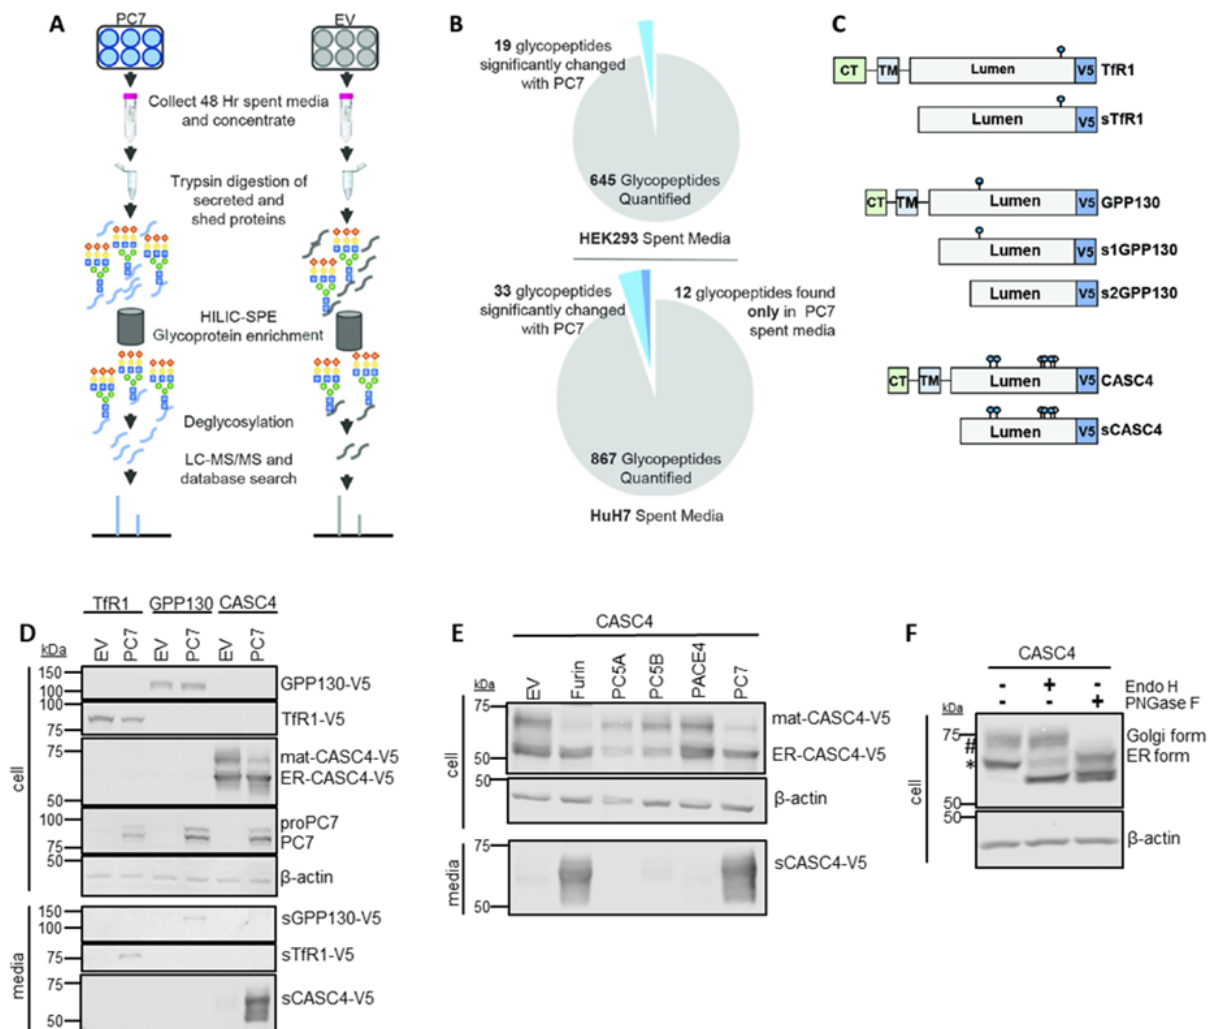 A
PC7
EV
Collect 48 Hr spent media
and concentrate
Trypsin digestion of
secreted and
shed proteins
HILIC-SPE
Glycoprotein enrichment
Deglycosylation
LC-MS/MS and
database search
B
19 glycopeptides
significantly changed
with PC7
645 Glycopeptides
Quantified
HEK293 Spent Media
33 glycopeptides
significantly changed
with PC7
12 glycopeptides found
only in PC7
spent media
867 Glycopeptides
Quantified
HuH7 Spent Media
C
CT TM Lumen V5 TfR1
Lumen V5 sTfR1
CT TM Lumen V5 GPP130
Lumen V5 s1GPP130
Lumen V5 s2GPP130
CT TM Lumen V5 CASC4
Lumen V5 sCASC4
D
TfR1 GPP130 CASC4
kDa EV PC7 EV PC7 EV PC7
cell
150
100 GPP130-V5
100
75 TfR1-V5
75 mat-CASC4-V5
ER-CASC4-V5
50
100 proPC7
75 PC7
50
β-actin
media
150
100 sGPP130-V5
75 sTfR1-V5
75
50 sCASC4-V5
E
CASC4
kDa EV Furin PC5A PC5B PACE4 PC7
cell
75 mat-CASC4-V5
50 ER-CASC4-V5
50
β-actin
media
75
sCASC4-V5
50
F
CASC4
- + - Endo H
- - + PNGase F
kDa
cell
75 Golgi form
# ER form
*
50
50
β-actin